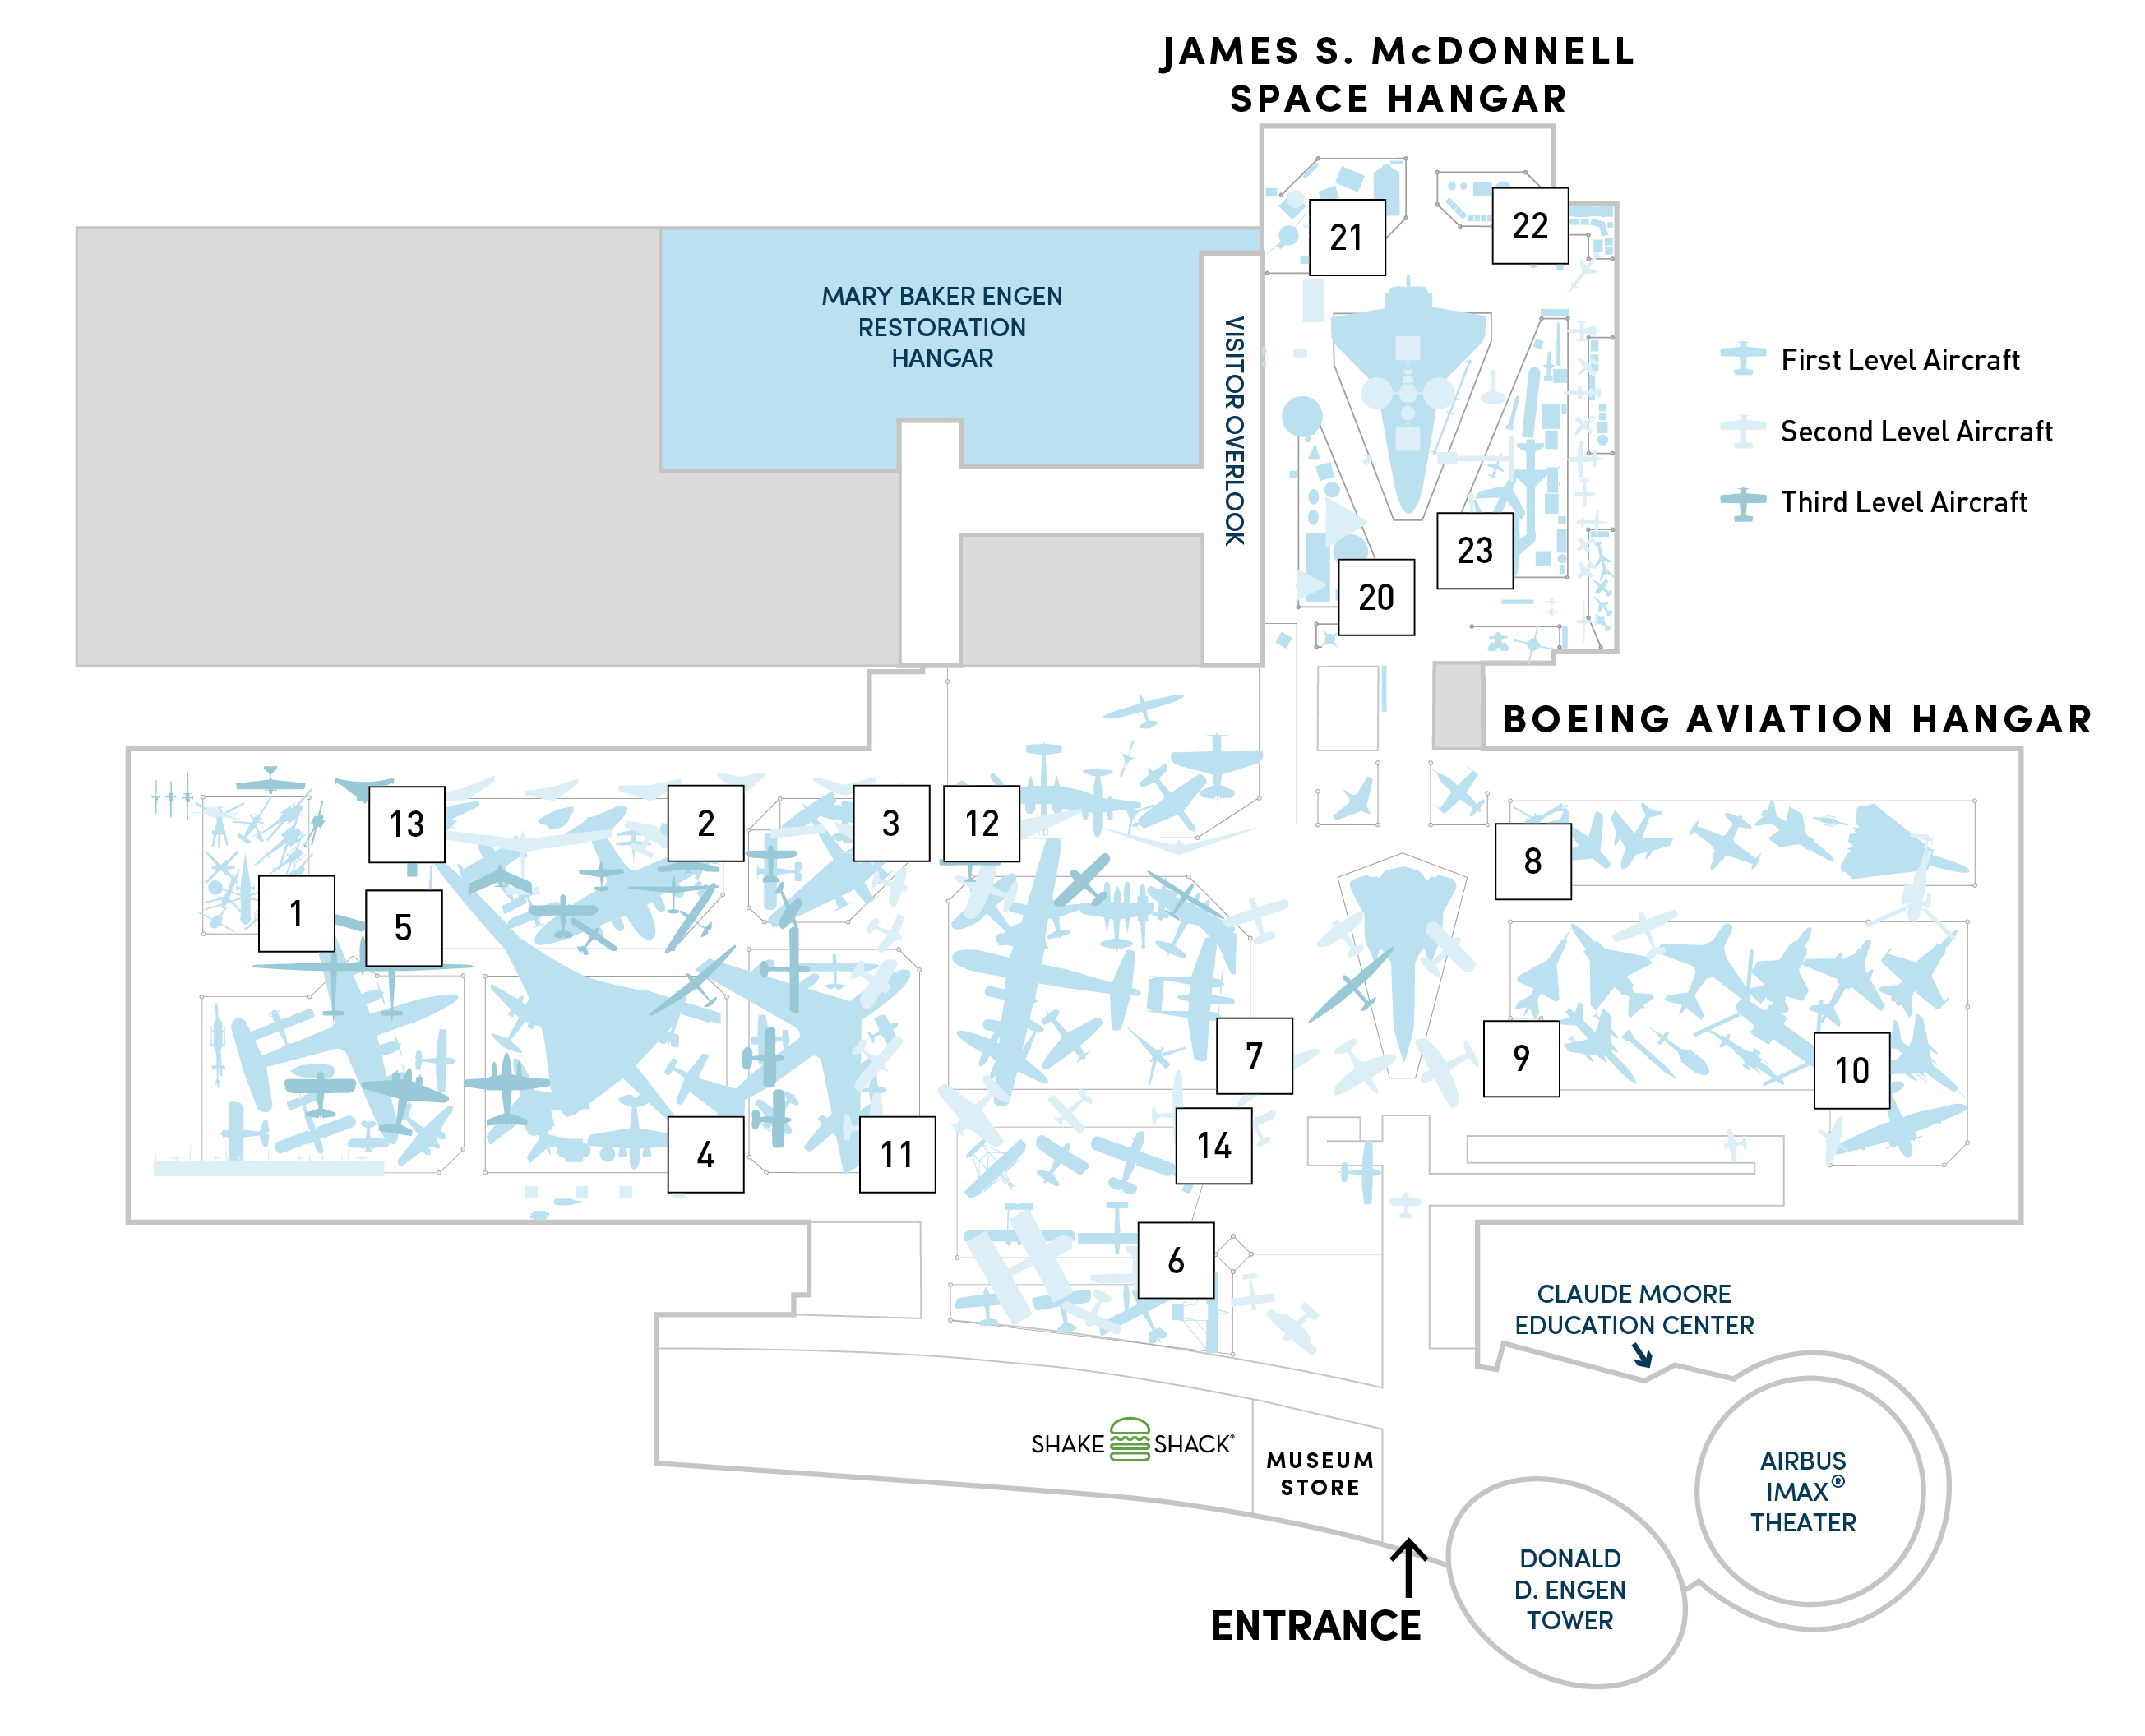 JAMES S. McDONNELL
SPACE HANGAR
21
22
MARY BAKER ENGEN
RESTORATION
HANGAR
VISITOR OVERLOOK
First Level Aircraft
Second Level Aircraft
Third Level Aircraft
23
20
BOEING AVIATION HANGAR
13
2
3
12
8
1
5
7
9
10
4
11
14
6
CLAUDE MOORE
EDUCATION CENTER
SHAKE SHACK®
MUSEUM
STORE
AIRBUS
IMAX®
THEATER
DONALD
D. ENGEN
TOWER
ENTRANCE